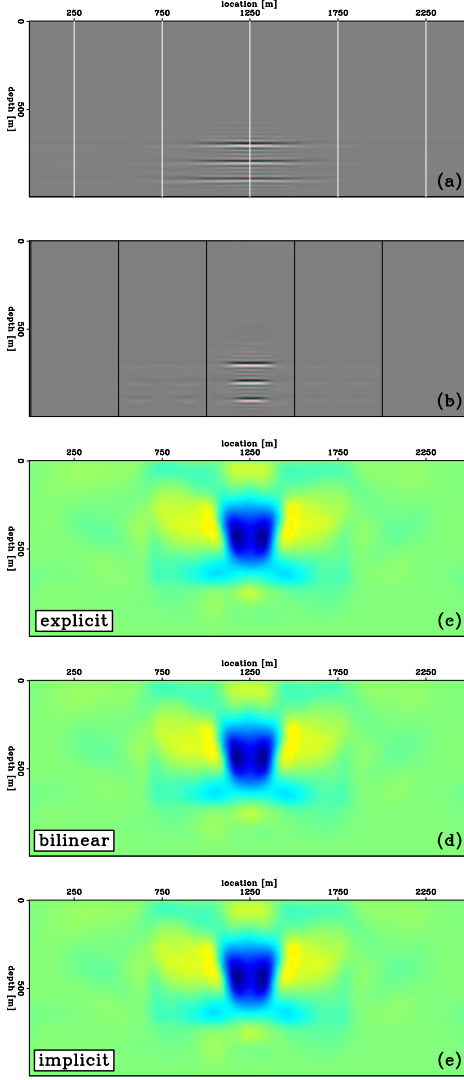 location [m]
250 750 1250 1750 2250
0
500
depth [m]
(a)
0
500
depth [m]
(b)
location [m]
250 750 1250 1750 2250
0
500
depth [m]
explicit
(c)
location [m]
250 750 1250 1750 2250
0
500
depth [m]
bilinear
(d)
location [m]
250 750 1250 1750 2250
0
500
depth [m]
implicit
(e)